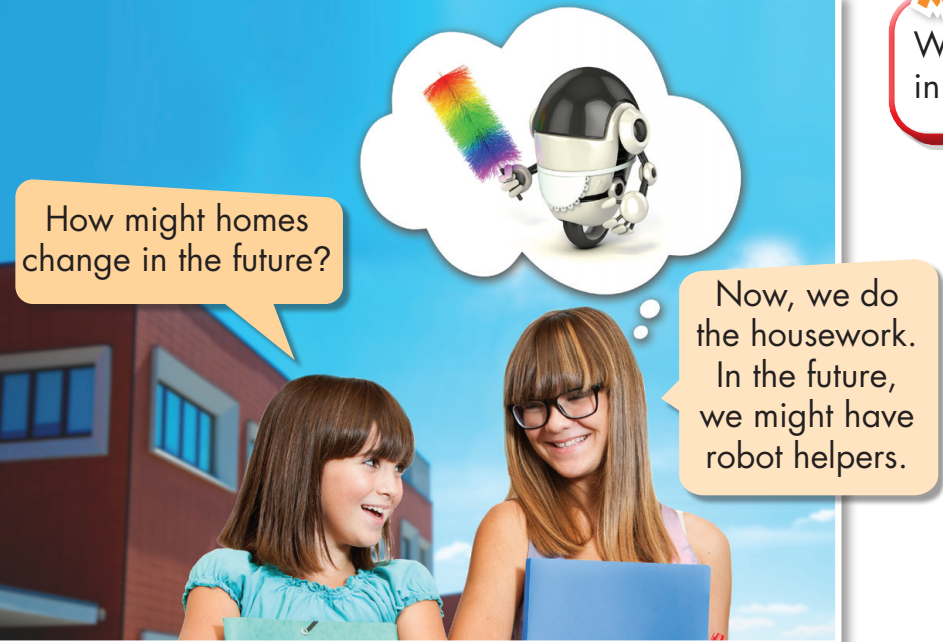 How might homes
change in the future?
Now, we do
the housework.
In the future,
we might have
robot helpers.
in